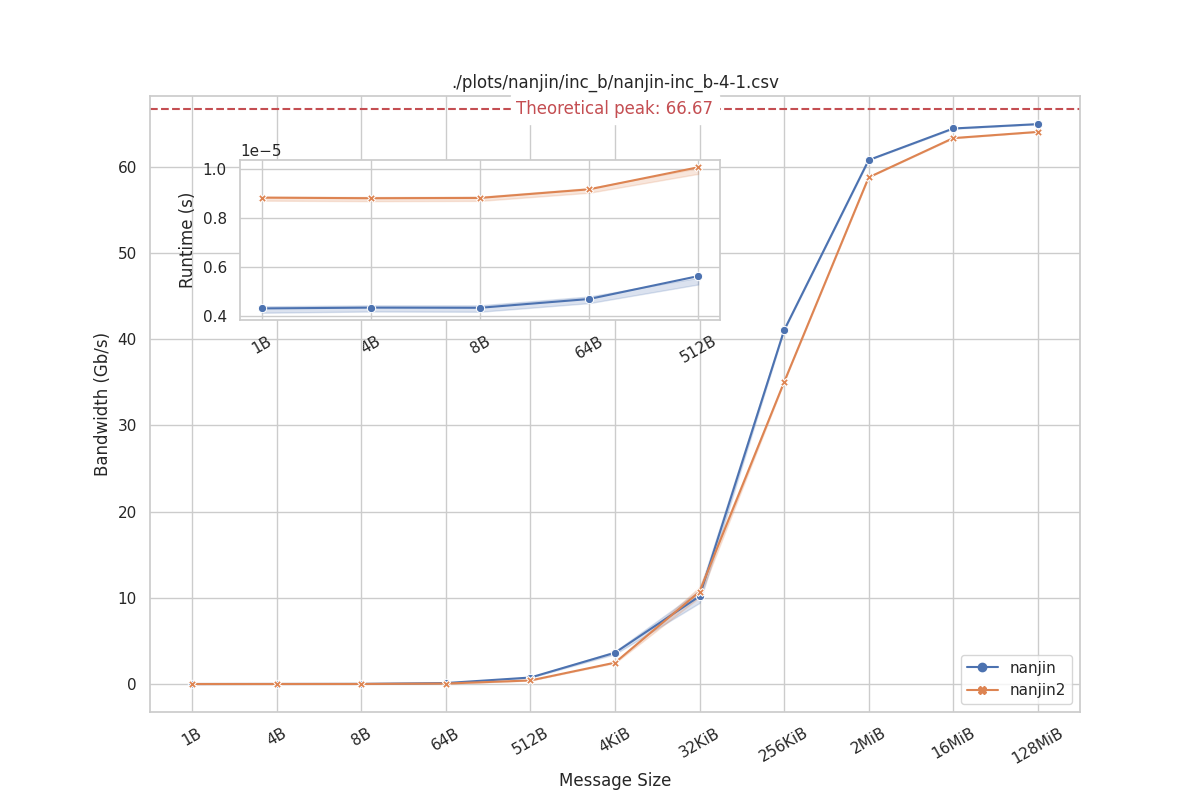 ./plots/nanjin/inc_b/nanjin-inc_b-4-1.csv
Theoretical peak: 66.67
1e−5
1.0
0.8
0.6
0.4
Runtime (s)
1B
4B
8B
64B
512B
60
50
40
30
20
10
0
Bandwidth (Gb/s)
nanjin
nanjin2
1B
4B
8B
64B
512B
4KiB
32KiB
256KiB
2MiB
16MiB
128MiB
Message Size